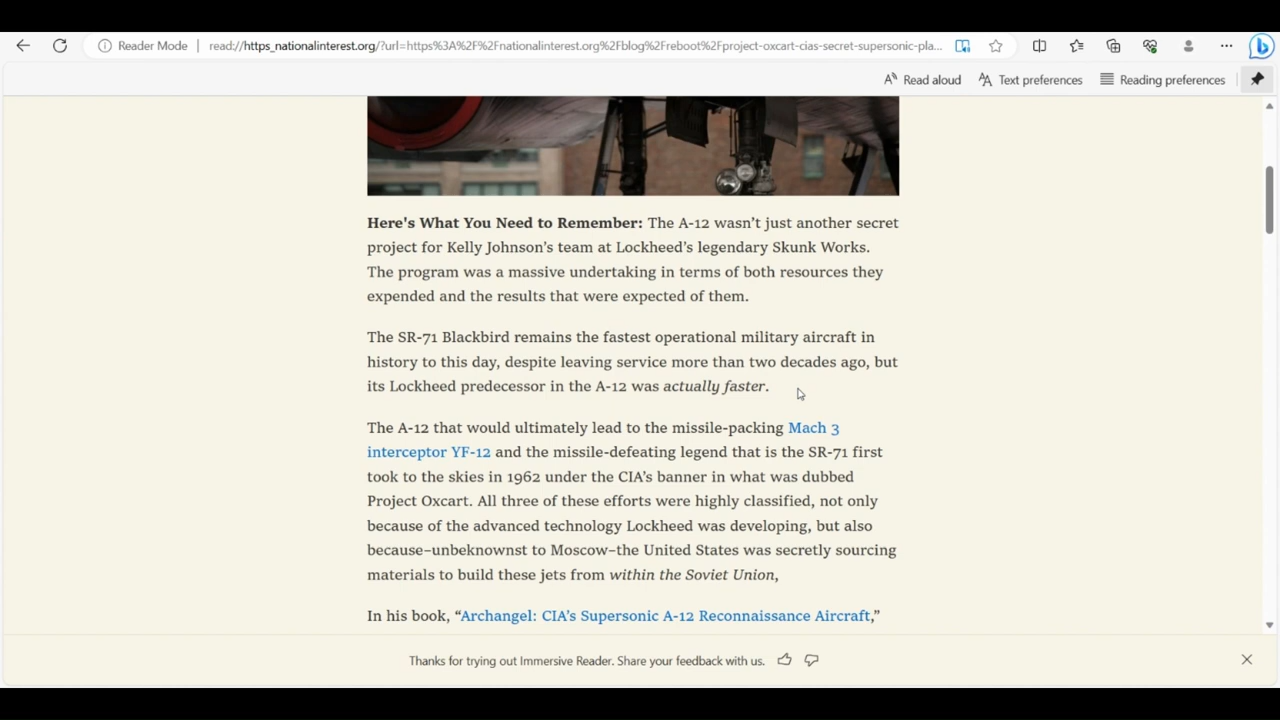 Reader Mode
read://https_nationalinterest.org/?url=https%3A%2F%2Fnationalinterest.org%2Fblog%2Freboot%2Fproject-oxcart-cias-secret-supersonic-pla...
Read aloud
Text preferences
Reading preferences
Here's What You Need to Remember: The A-12 wasn’t just another secret
project for Kelly Johnson’s team at Lockheed’s legendary Skunk Works.
The program was a massive undertaking in terms of both resources they
expended and the results that were expected of them.
The SR-71 Blackbird remains the fastest operational military aircraft in
history to this day, despite leaving service more than two decades ago, but
its Lockheed predecessor in the A-12 was actually faster.
The A-12 that would ultimately lead to the missile-packing Mach 3
interceptor YF-12 and the missile-defeating legend that is the SR-71 first
took to the skies in 1962 under the CIA’s banner in what was dubbed
Project Oxcart. All three of these efforts were highly classified, not only
because of the advanced technology Lockheed was developing, but also
because–unbeknownst to Moscow–the United States was secretly sourcing
materials to build these jets from within the Soviet Union,
In his book, “Archangel: CIA’s Supersonic A-12 Reconnaissance Aircraft,”
Thanks for trying out Immersive Reader. Share your feedback with us.